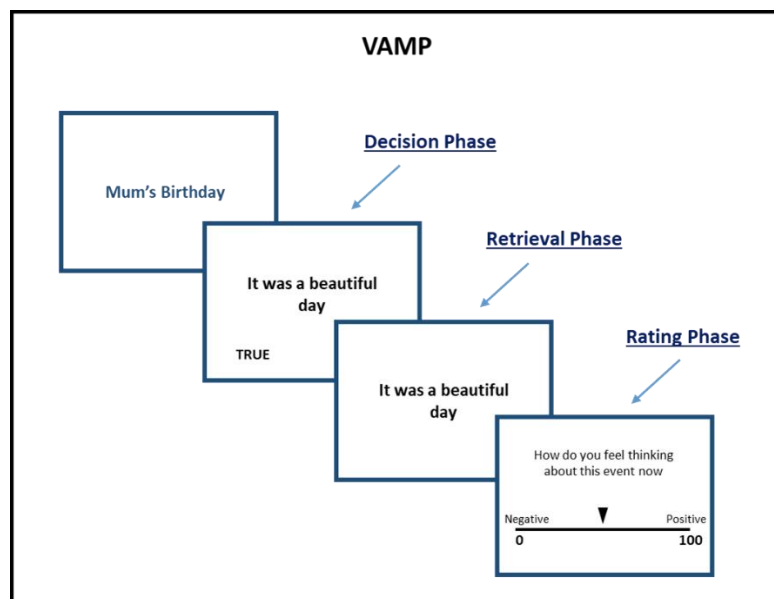 VAMP
Mum's Birthday
Decision Phase
It was a beautiful
day
TRUE
Retrieval Phase
It was a beautiful
day
Rating Phase
How do you feel thinking
about this event now
Negative Positive
0 100